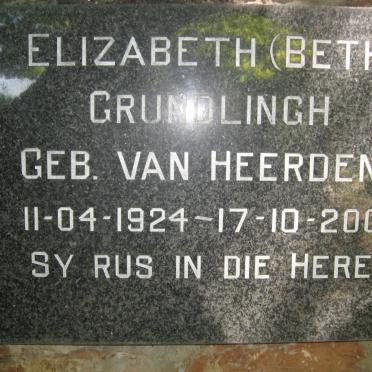 ELIZABETH (BETH
GRUNDLINGH
GEB. VAN HEERDEN
11-04-1924 - 17-10-200
SY RUS IN DIE HERE